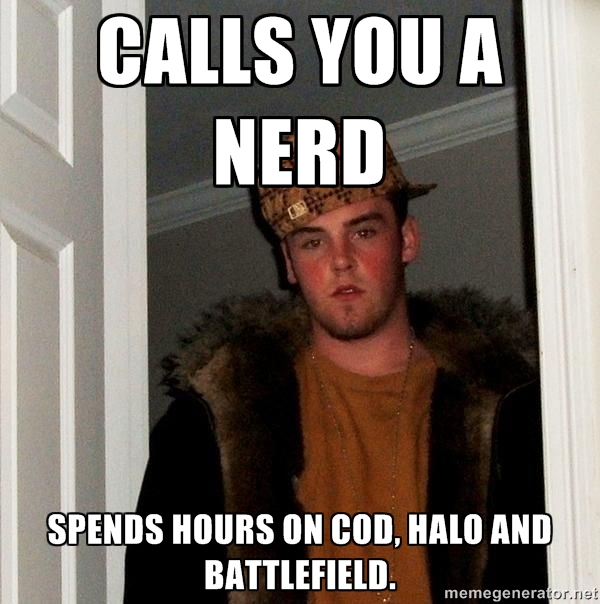 CALLS YOU A
NERD
SPENDS HOURS ON COD, HALO AND
BATTLEFIELD.
memegenerator.net